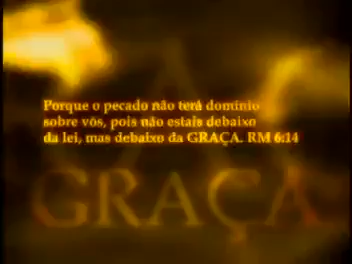 Porque o pecado não terá domínio
sobre vós, pois não estais debaixo
da lei, mas debaixo da GRAÇA. RM 6:14
GRAÇA